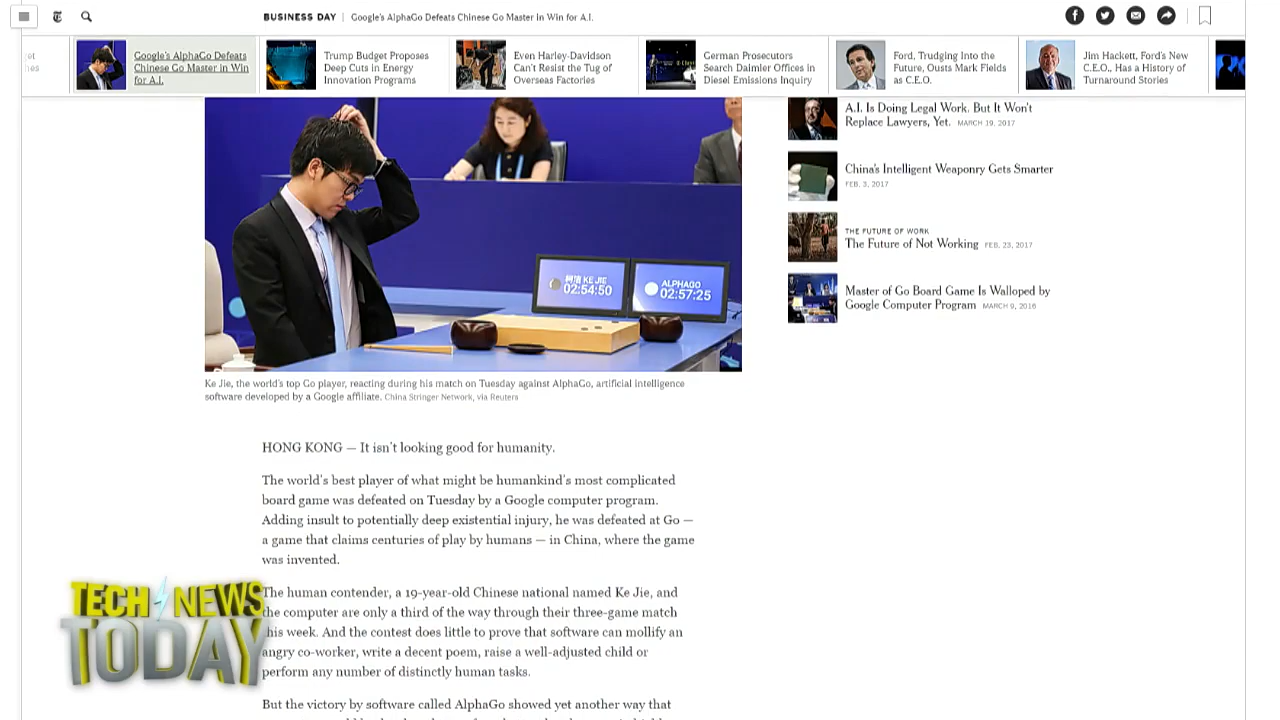 BUSINESS DAY | Google's AlphaGo Defeats Chinese Go Master in Win for A.I.
Google's AlphaGo Defeats
Chinese Go Master in Win
for A.I.
Trump Budget Proposes
Deep Cuts in Energy
Innovation Programs
Even Harley-Davidson
Can't Resist the Tug of
Overseas Factories
German Prosecutors
Search Daimler Offices in
Diesel Emissions Inquiry
Ford, Trudging Into the
Future, Ousts Mark Fields
as C.E.O.
Jim Hackett, Ford's New
C.E.O., Has a History of
Turnaround Stories
KE JIE
02:54:50
ALPHAGO
02:57:25
Ke Jie, the world's top Go player, reacting during his match on Tuesday against AlphaGo, artificial intelligence
software developed by a Google affiliate. China Stringer Network, via Reuters
HONG KONG — It isn't looking good for humanity.
The world's best player of what might be humankind's most complicated
board game was defeated on Tuesday by a Google computer program.
Adding insult to potentially deep existential injury, he was defeated at Go —
a game that claims centuries of play by humans — in China, where the game
was invented.
The human contender, a 19-year-old Chinese national named Ke Jie, and
the computer are only a third of the way through their three-game match
this week. And the contest does little to prove that software can mollify an
angry co-worker, write a decent poem, raise a well-adjusted child or
perform any number of distinctly human tasks.
But the victory by software called AlphaGo showed yet another way that
A.I. Is Doing Legal Work. But It Won't
Replace Lawyers, Yet. MARCH 19, 2017
China's Intelligent Weaponry Gets Smarter
FEB. 3, 2017
THE FUTURE OF WORK
The Future of Not Working FEB. 23, 2017
Master of Go Board Game Is Walloped by
Google Computer Program MARCH 9, 2016
TECH NEWS
TODAY